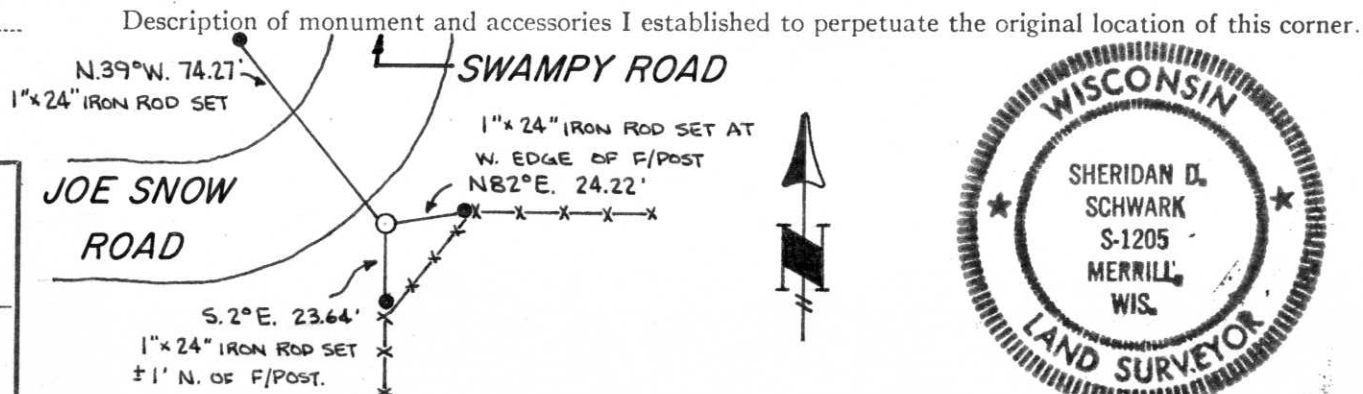 Description of monument and accessories I established to perpetuate the original location of this corner.
N.39°W. 74.27'
1"x24" IRON ROD SET
SWAMPY ROAD
1"x 24" IRON ROD SET AT
W. EDGE OF F/POST
N82°E. 24.22'
JOE SNOW
ROAD
S.2°E. 23.64'
1"x 24" IRON ROD SET
±1' N. OF F/POST.
N
WISCONSIN
SHERIDAN D.
SCHWARK
S-1205
MERRILL,
WIS.
LAND SURVEYOR